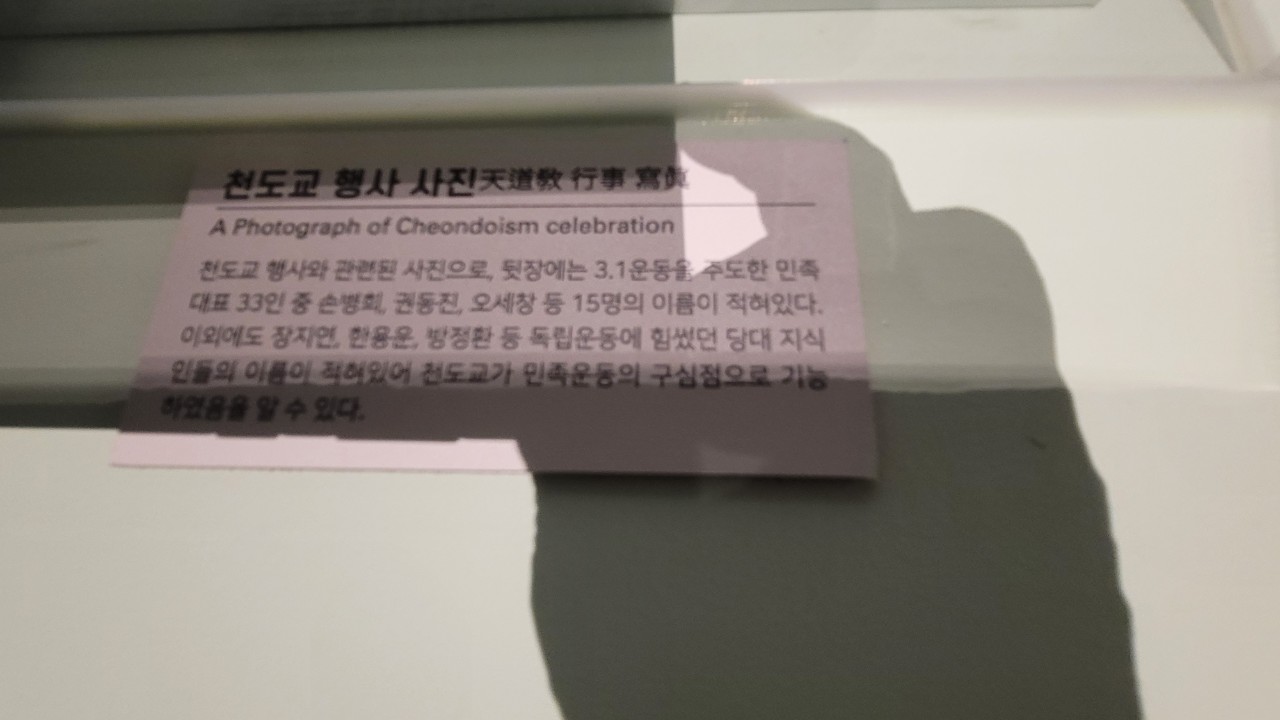 천도교 행사 사진天道敎 行事 寫眞
A Photograph of Cheondoism celebration
천도교 행사와 관련된 사진으로, 뒷장에는 3.1운동을 주도한 민족
대표 33인 중 손병희, 권동진, 오세창 등 15명의 이름이 적혀있다.
이외에도 장지연, 한용운, 방정환 등 독립운동에 힘썼던 당대 지식
인들의 이름이 적혀있어 천도교가 민족운동의 구심점으로 기능
하였음을 알 수 있다.